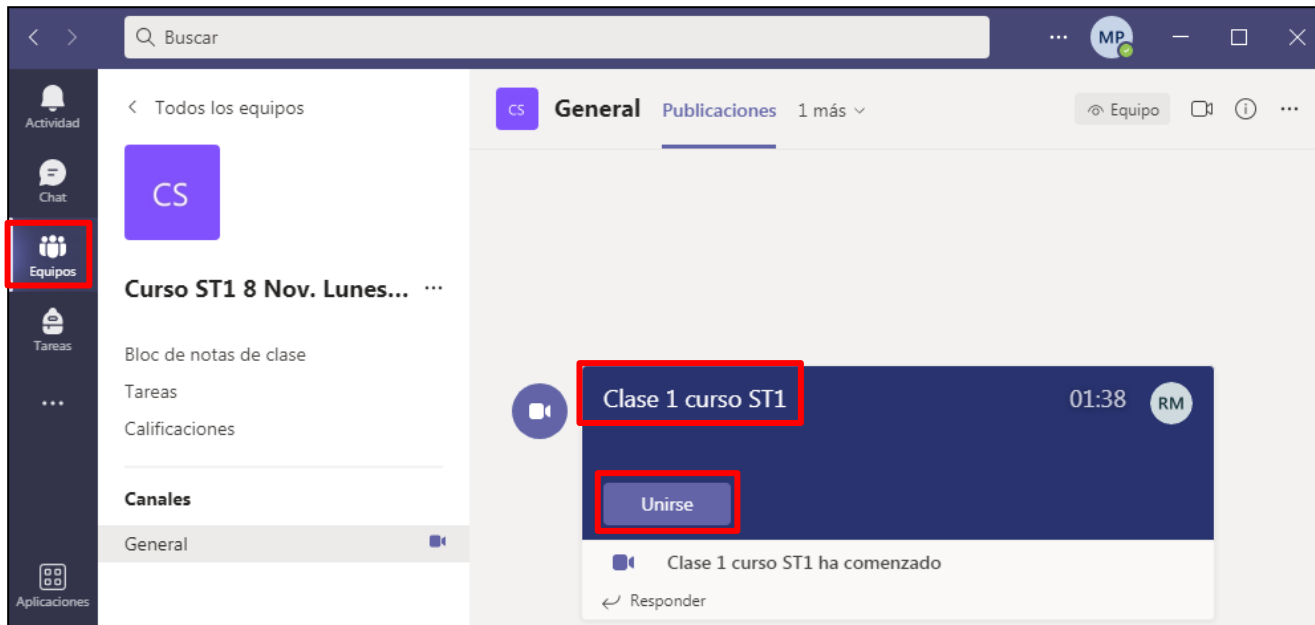 Buscar
MP
Actividad
Chat
Equipos
Tareas
Aplicaciones
Todos los equipos
CS
Curso ST1 8 Nov. Lunes...
Bloc de notas de clase
Tareas
Calificaciones
Canales
General
CS General Publicaciones 1 más
Equipo
Clase 1 curso ST1 01:38 RM
Unirse
Clase 1 curso ST1 ha comenzado
Responder